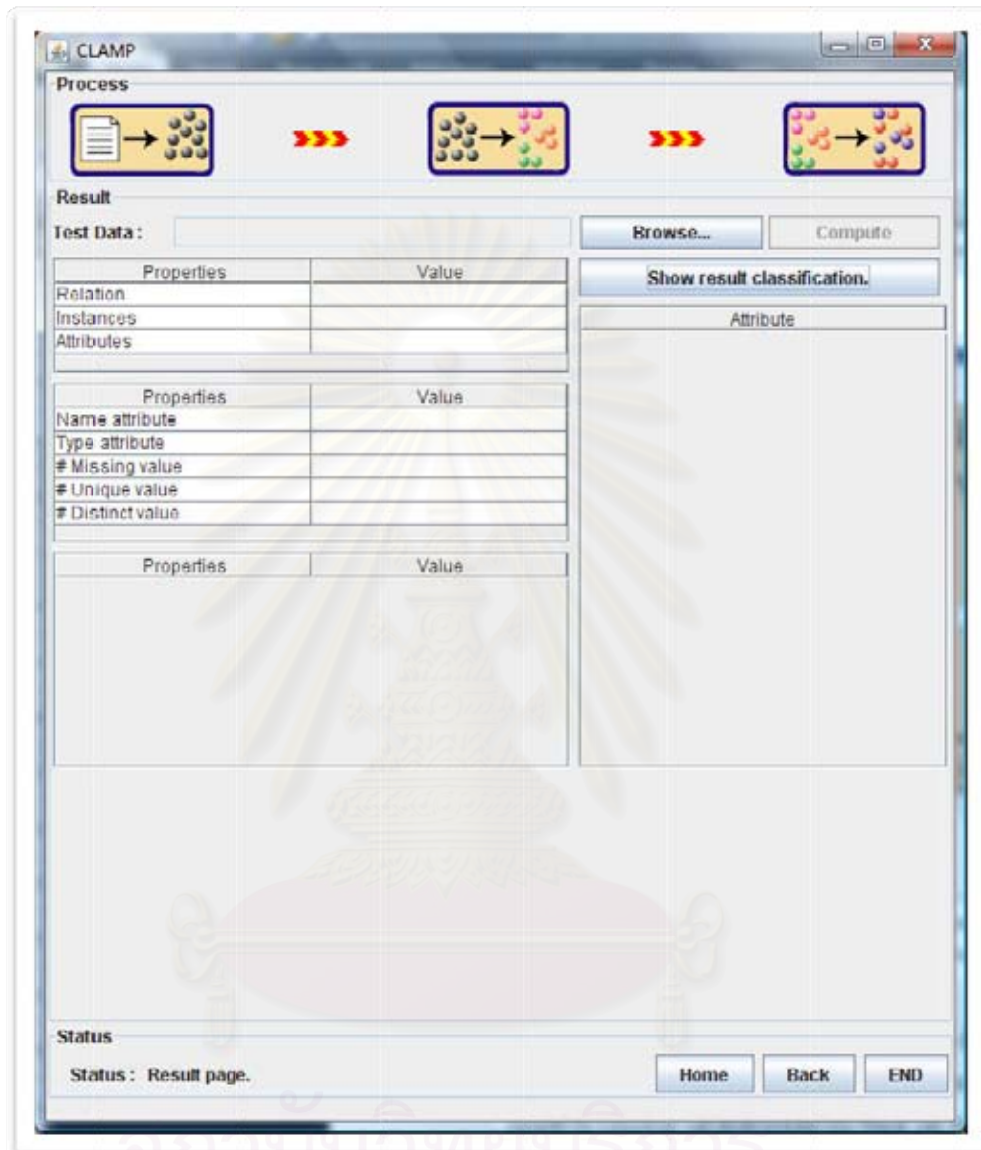 CLAMP
Process
Result
Test Data :
Browse...
Compute
Properties Value
Relation
Instances
Attributes
Show result classification.
Attribute
Properties Value
Name attribute
Type attribute
# Missing value
# Unique value
# Distinct value
Properties Value
Status
Status : Result page.
Home
Back
END